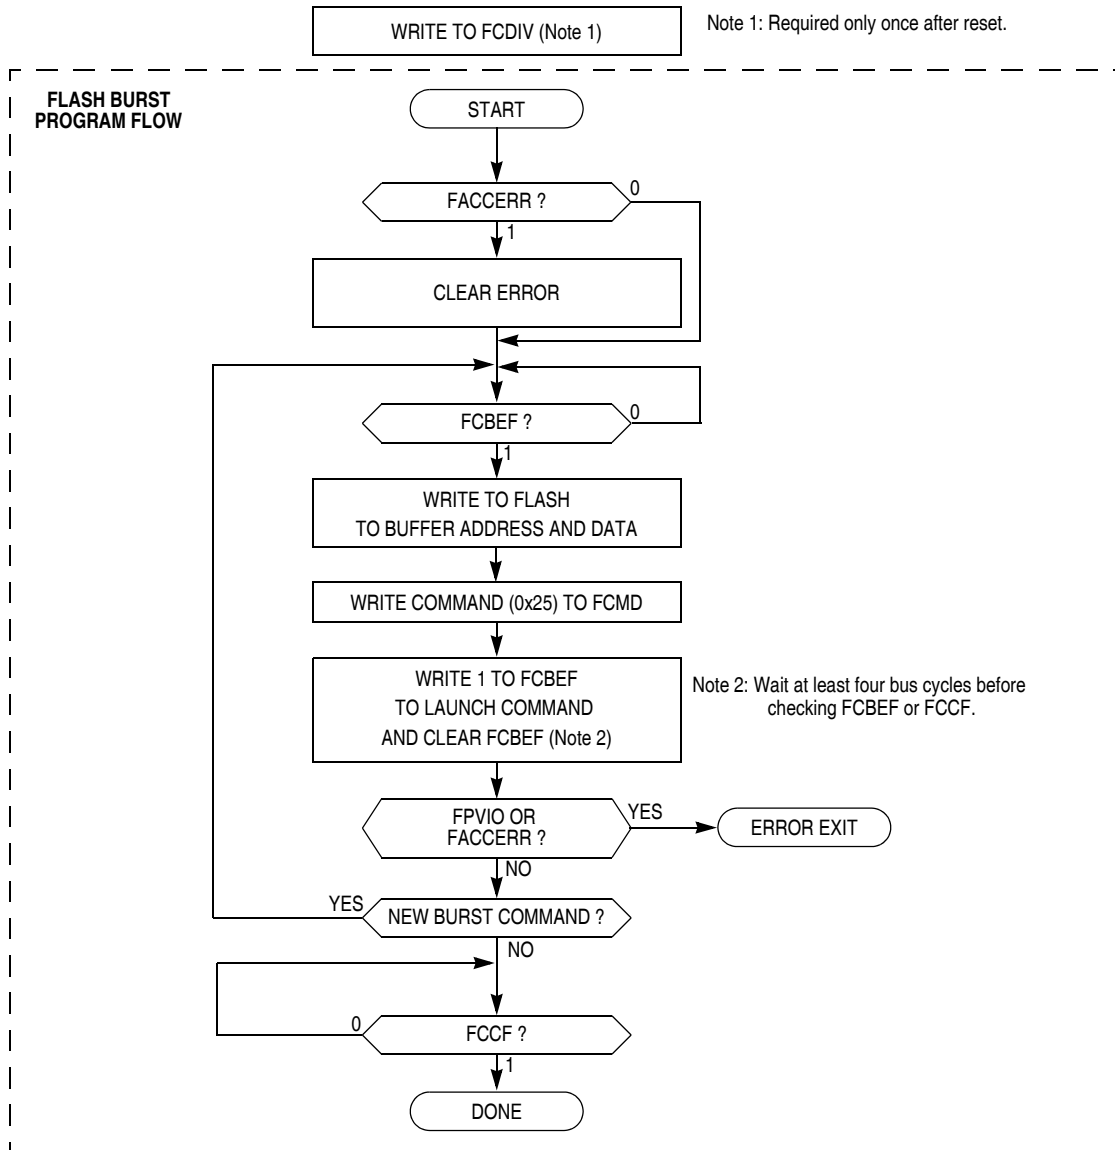 WRITE TO FCDIV (Note 1)
Note 1: Required only once after reset.
FLASH BURST
PROGRAM FLOW
START
FACCERR ?
0
1
CLEAR ERROR
FCBEF ?
0
1
WRITE TO FLASH
TO BUFFER ADDRESS AND DATA
WRITE COMMAND (0x25) TO FCMD
WRITE 1 TO FCBEF
TO LAUNCH COMMAND
AND CLEAR FCBEF (Note 2)
Note 2: Wait at least four bus cycles before
checking FCBEF or FCCF.
FPVIO OR
FACCERR ?
YES
ERROR EXIT
NO
YES
NEW BURST COMMAND ?
NO
0
FCCF ?
1
DONE